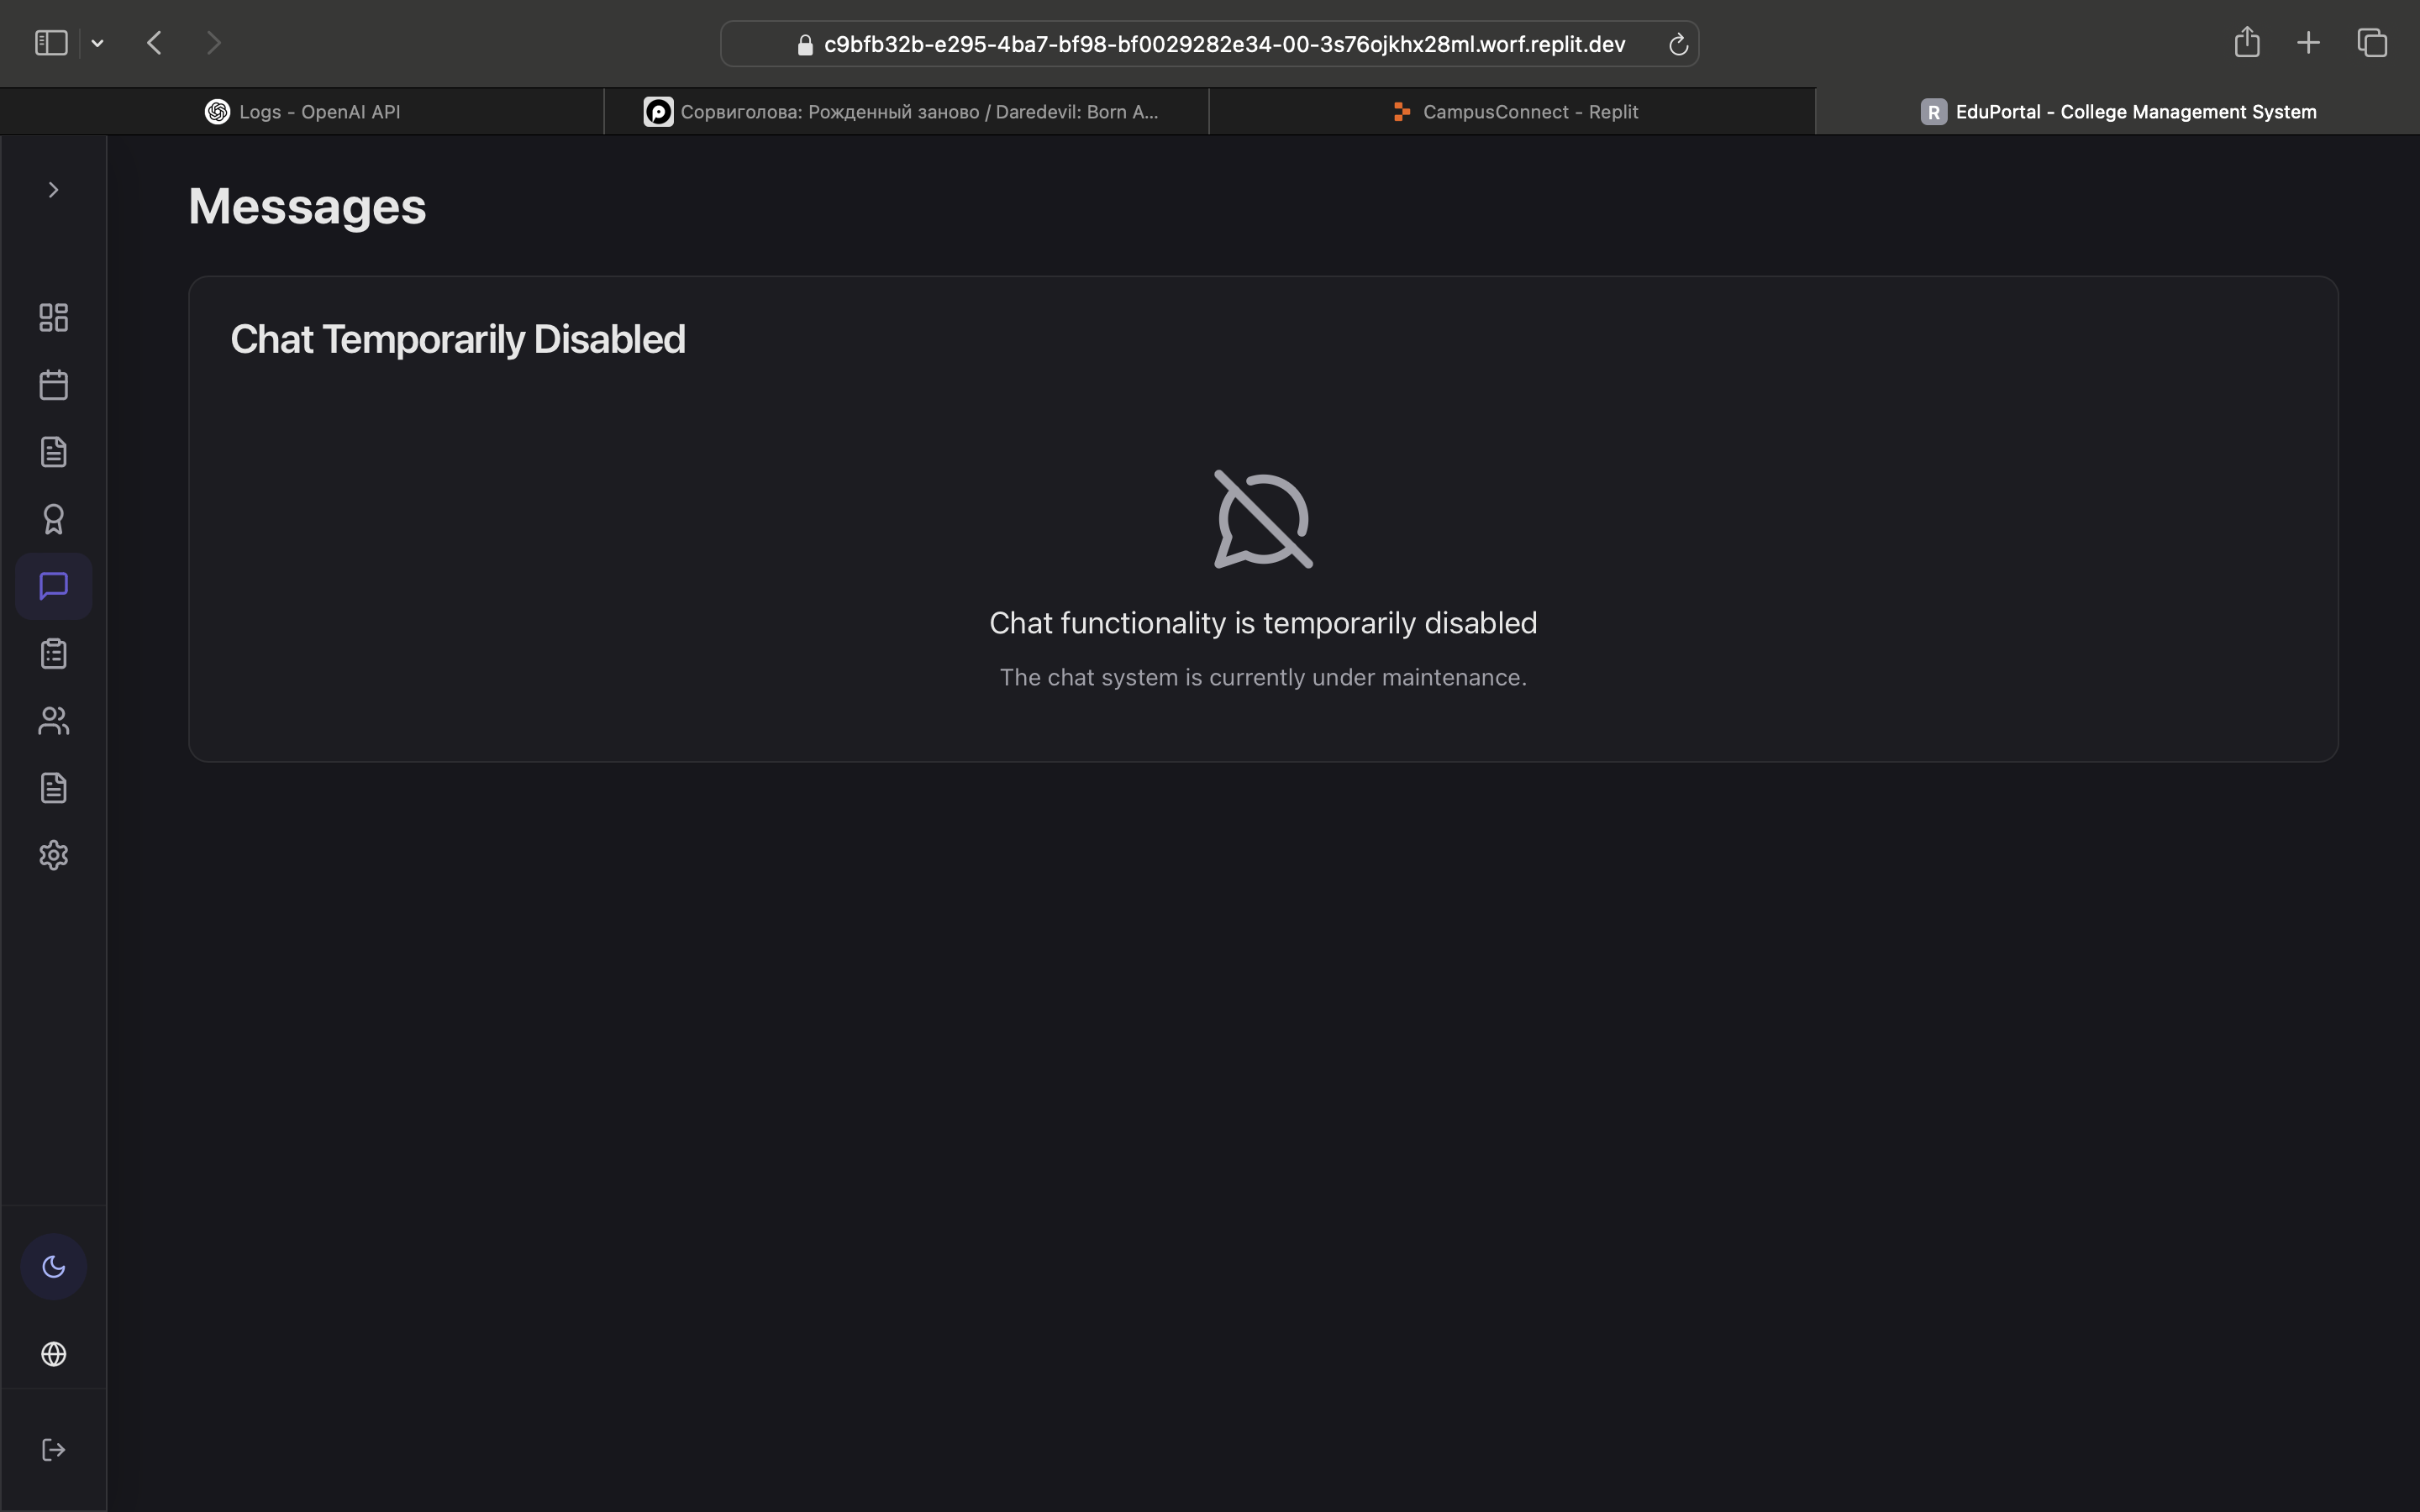 c9bfb32b-e295-4ba7-bf98-bf0029282e34-00-3s76ojkhx28ml.worf.replit.dev
Logs - OpenAI API
Сорвиголова: Рожденный заново / Daredevil: Born A...
CampusConnect - Replit
R EduPortal - College Management System
Messages
Chat Temporarily Disabled
Chat functionality is temporarily disabled
The chat system is currently under maintenance.